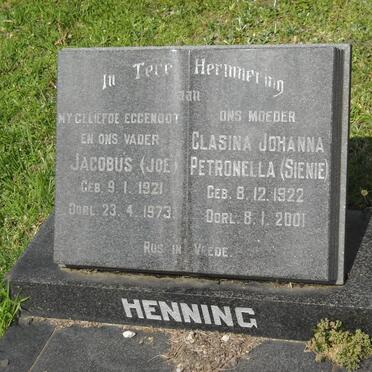 In Tere Herinnering
aan
MY GELIEFDE EGGENOOT
EN ONS VADER
JACOBUS (JOE)
GEB. 9.1.1921
OORL. 23.4.1973
ONS MOEDER
CLASINA JOHANNA
PETRONELLA (SIENIE)
GEB. 8.12.1922
OORL. 8.1.2001
RUS IN VREDE.
HENNING